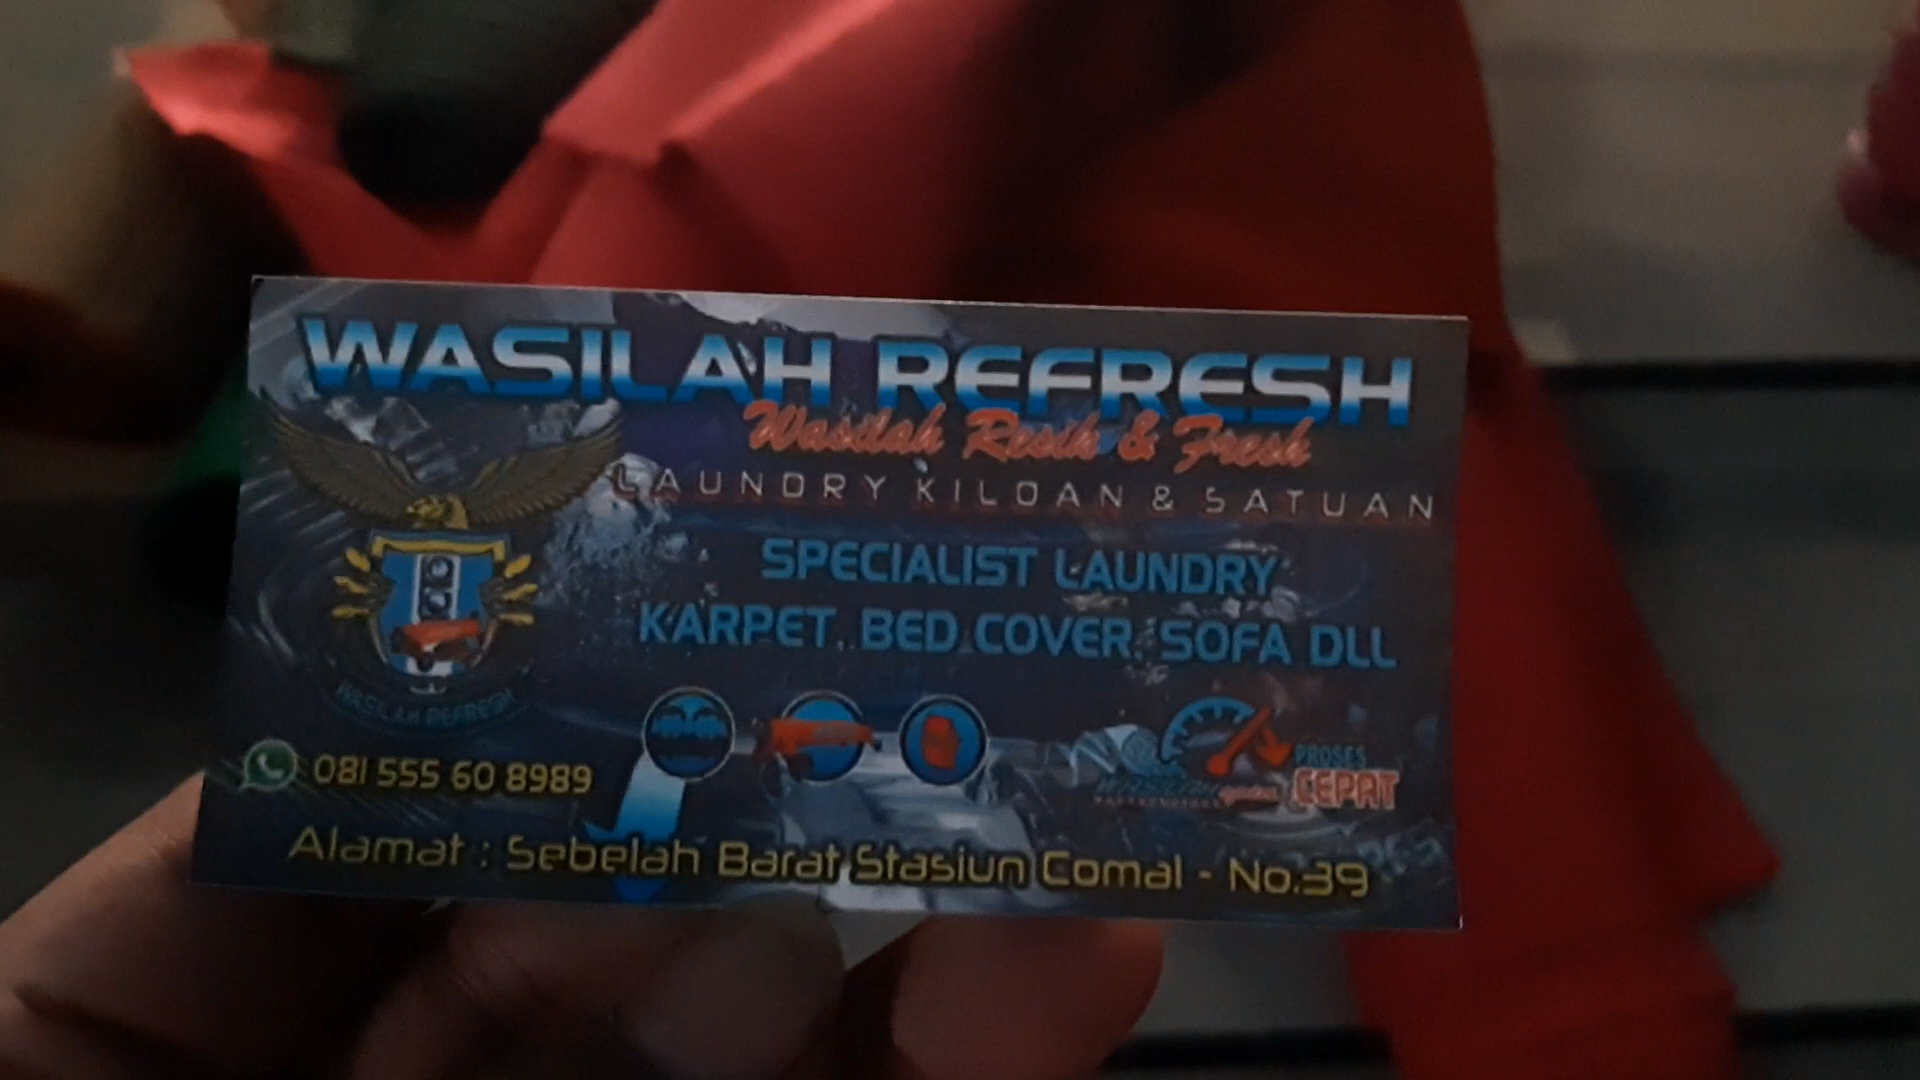 WASILAH REFRESH
Wasilah Resik & Fresh
LAUNDRY KILOAN & SATUAN
SPECIALIST LAUNDRY
KARPET, BED COVER, SOFA DLL
WASILAH REFRESH
PROSES
CEPAT
081 555 60 8989
Alamat : Sebelah Barat Stasiun Comal - No.39